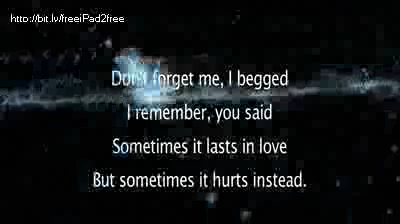 http://bit.lv/freeiPad2free
Don't forget me, I begged
I remember, you said
Sometimes it lasts in love
But sometimes it hurts instead.